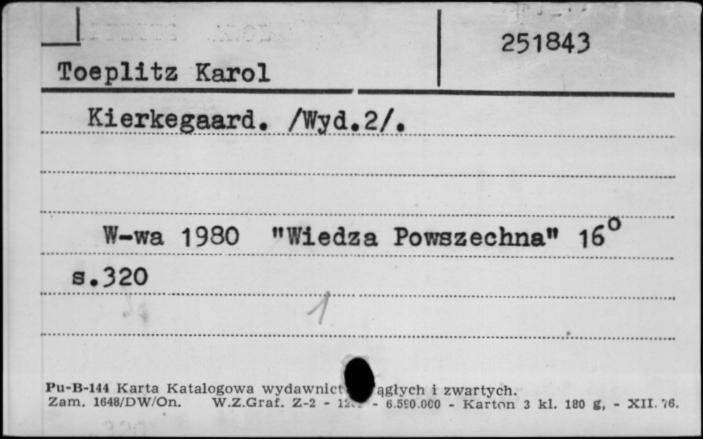 251843
Toeplitz Karol
Kierkegaard. /Wyd.2/.
W-wa 1980 "Wiedza Powszechna" 16°
s.320
1
Pu-B-144 Karta Katalogowa wydawnict ągłych i zwartych.
Zam. 1648/DW/On. W.Z.Graf. Z-2 - - 6.590.000 - Karton 3 kl. 180 g, - XII. 76.